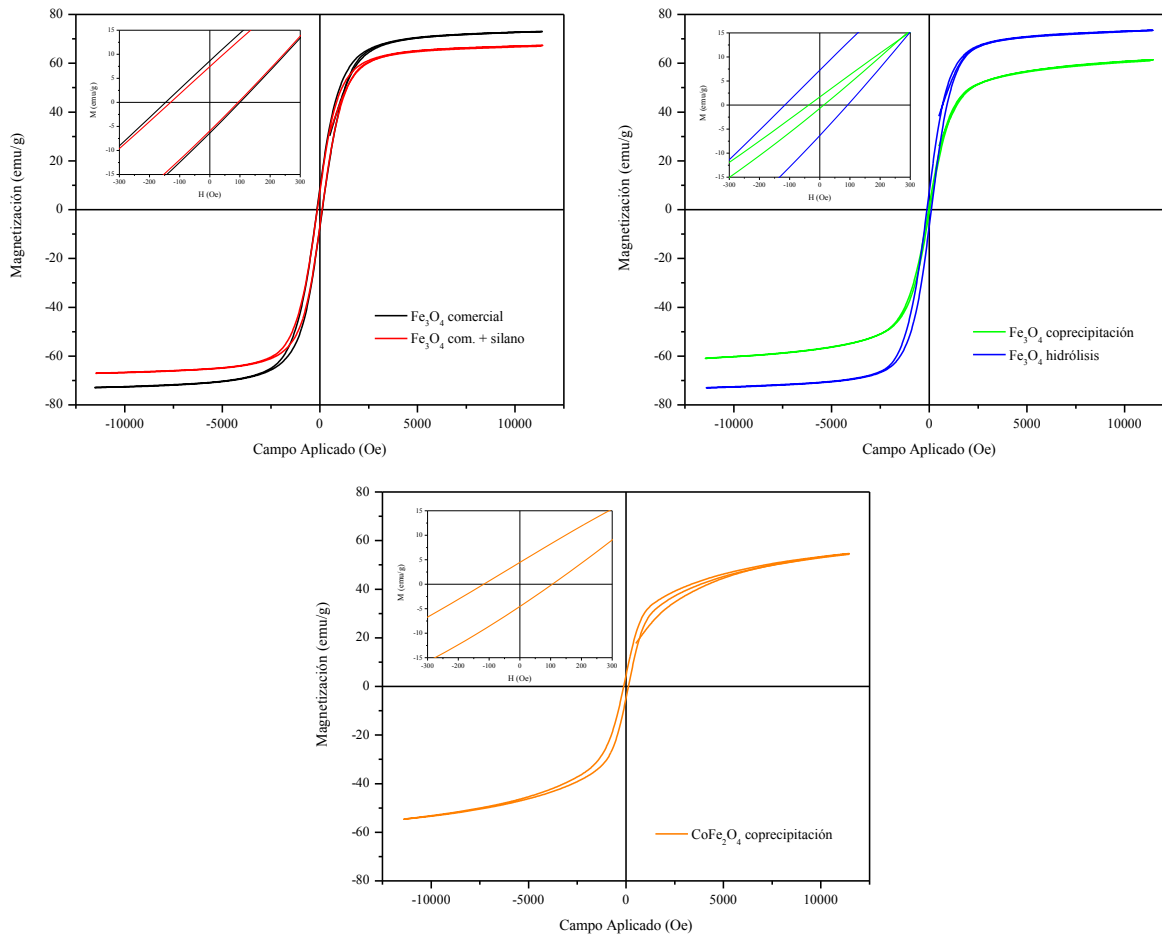 80
60
40
20
0
-20
-40
-60
-80
Magnetización (emu/g)
-10000 -5000 0 5000 10000
Campo Aplicado (Oe)
15
10
5
0
-5
-10
-15
M (emu/g)
-300 -200 -100 0 100 200 300
H (Oe)
Fe₃O₄ comercial
Fe₃O₄ com. + silano
80
60
40
20
0
-20
-40
-60
-80
Magnetización (emu/g)
-10000 -5000 0 5000 10000
Campo Aplicado (Oe)
15
10
5
0
-5
-10
-15
M (emu/g)
-300 -200 -100 0 100 200 300
H (Oe)
Fe₃O₄ coprecipitación
Fe₃O₄ hidrólisis
80
60
40
20
0
-20
-40
-60
-80
Magnetización (emu/g)
-10000 -5000 0 5000 10000
Campo Aplicado (Oe)
15
10
5
0
-5
-10
-15
M (emu/g)
-300 -200 -100 0 100 200 300
H (Oe)
CoFe₂O₄ coprecipitación